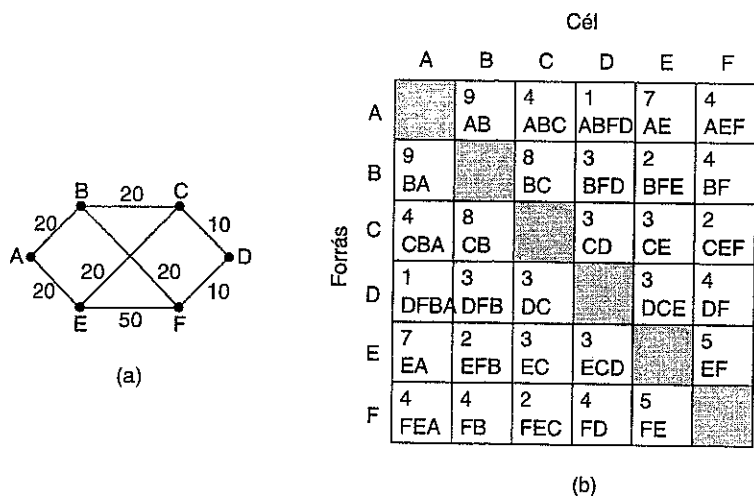 Cél
A B C D E F
Forrás
A
9 4 1 7 4
AB ABC ABFD AE AEF
B
9 8 3 2 4
BA BC BFD BFE BF
C
4 8 3 3 2
CBA CB CD CE CEF
D
1 3 3 3 4
DFBA DFB DC DCE DF
E
7 2 3 3 5
EA EFB EC ECD EF
F
4 4 2 4 5
FEA FB FEC FD FE
(b)
B 20 C
20 10
A D
20 20 20 10
E 50 F
(a)